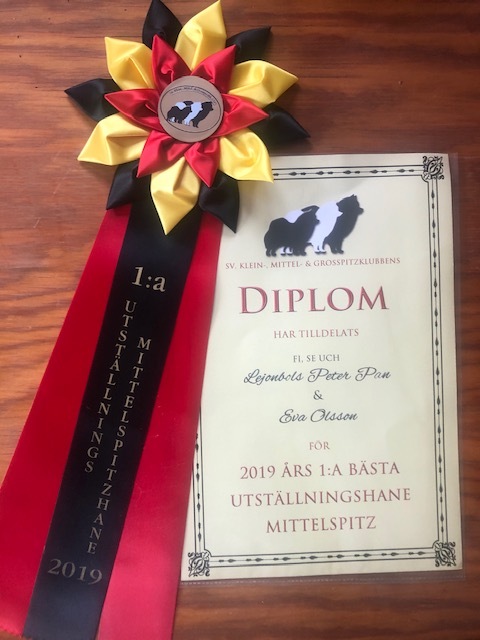 1:a
UTSTÄLLNINGS
MITTELSPITZHANE
2019
SV. KLEIN-, MITTEL- & GROSSPITZKLUBBENS
DIPLOM
HAR TILLDELATS
FI, SE UCH
Lejonbols Peter Pan
&
Eva Olsson
FÖR
2019 ÅRS 1:A BÄSTA
UTSTÄLLNINGSHANE
MITTELSPITZ